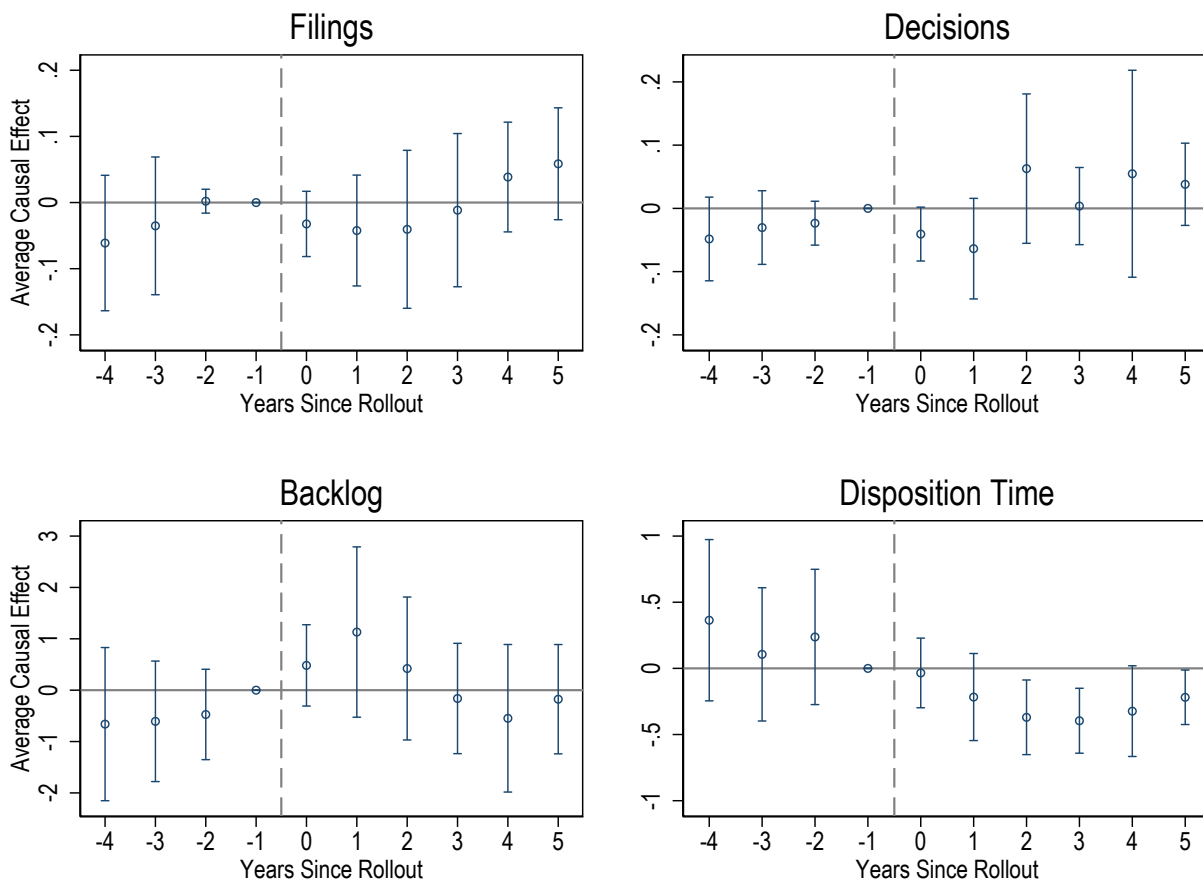 Filings
Average Causal Effect
.2
.1
0
-.1
-.2
-4 -3 -2 -1 0 1 2 3 4 5
Years Since Rollout
Decisions
.2
.1
0
-.1
-.2
-4 -3 -2 -1 0 1 2 3 4 5
Years Since Rollout
Backlog
Average Causal Effect
3
2
1
0
-1
-2
-4 -3 -2 -1 0 1 2 3 4 5
Years Since Rollout
Disposition Time
1
.5
0
-.5
-1
-4 -3 -2 -1 0 1 2 3 4 5
Years Since Rollout